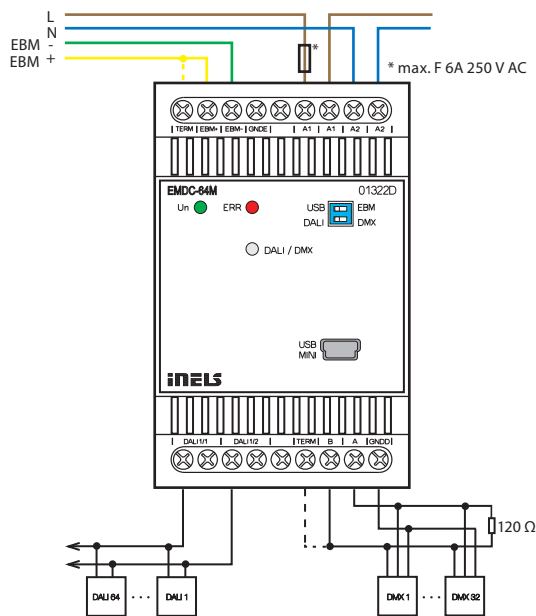 L
N
EBM -
EBM +
*
* max. F 6A 250 V AC
TERM EBM+ EBM- GNDE A1 A1 A2 A2
EMDC-64M 01322D
Un ERR USB EBM
DALI DMX
DALI / DMX
USB
MINI
iNELS
DALI1/1 DALI1/2 TERM B A GNDD
120 Ω
DALI 64 · · · DALI 1 DMX 1 · · · DMX 32